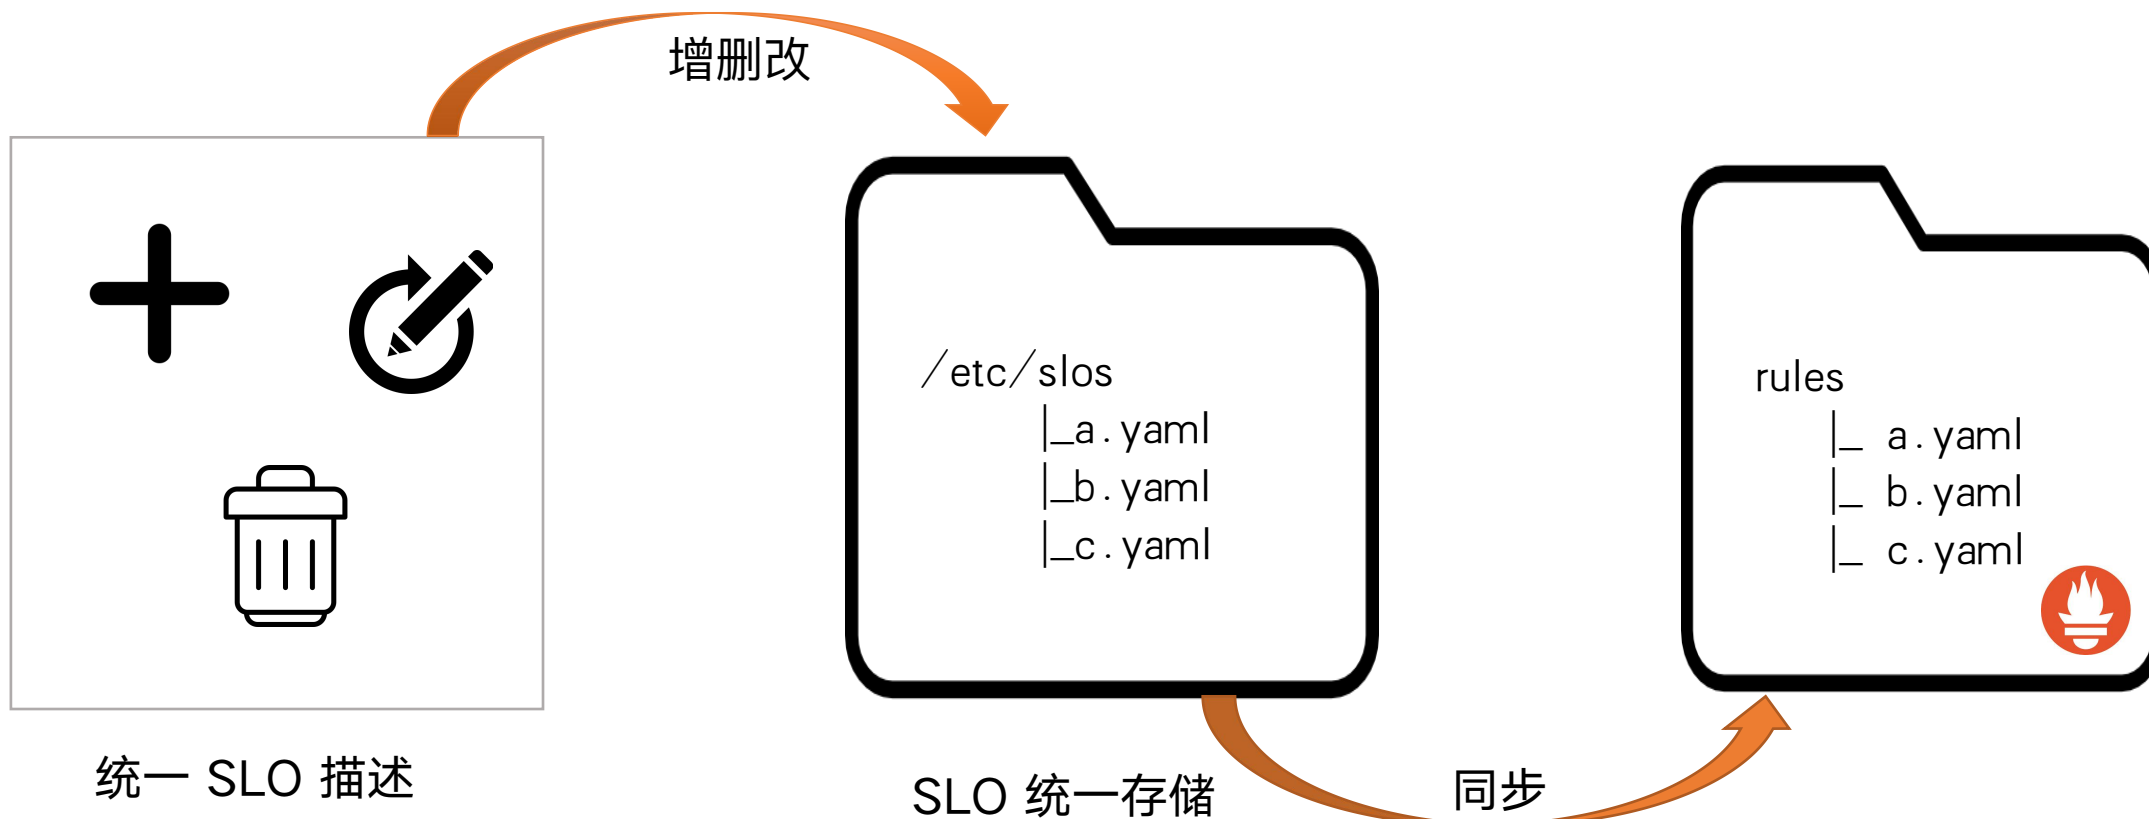 增删改
/etc/slos
|_a.yaml
|_b.yaml
|_c.yaml
rules
|_ a.yaml
|_ b.yaml
|_ c.yaml
统一 SLO 描述
SLO 统一存储
同步